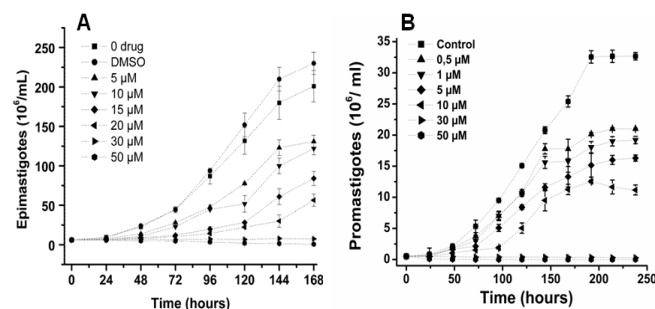 A
Epimastigotes (10⁶/mL)
250
200
150
100
50
0
0 drug
DMSO
5 µM
10 µM
15 µM
20 µM
30 µM
50 µM
0 24 48 72 96 120 144 168
Time (hours)
B
Promastigotes (10⁶/ ml)
35
30
25
20
15
10
5
0
Control
0,5 µM
1 µM
5 µM
10 µM
30 µM
50 µM
0 50 100 150 200 250
Time (hours)